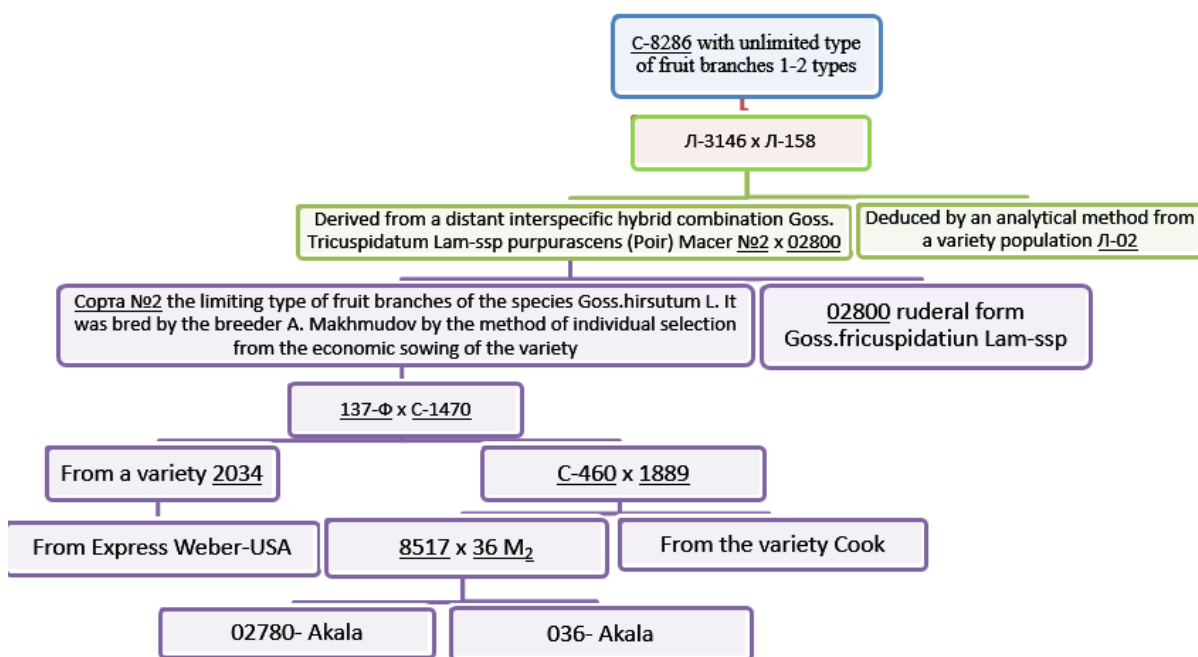 C-8286 with unlimited type
of fruit branches 1-2 types
Л-3146 x Л-158
Derived from a distant interspecific hybrid combination Goss.
Tricuspidatum Lam-ssp purpurascens (Poir) Macer №2 x 02800
Deduced by an analytical method from
a variety population Л-02
Сорта №2 the limiting type of fruit branches of the species Goss.hirsutum L. It
was bred by the breeder A. Makhmudov by the method of individual selection
from the economic sowing of the variety
02800 ruderal form
Goss.fricuspidatiun Lam-ssp
137-Ф x C-1470
From a variety 2034
C-460 x 1889
From Express Weber-USA
8517 x 36 M₂
From the variety Cook
02780- Akala
036- Akala